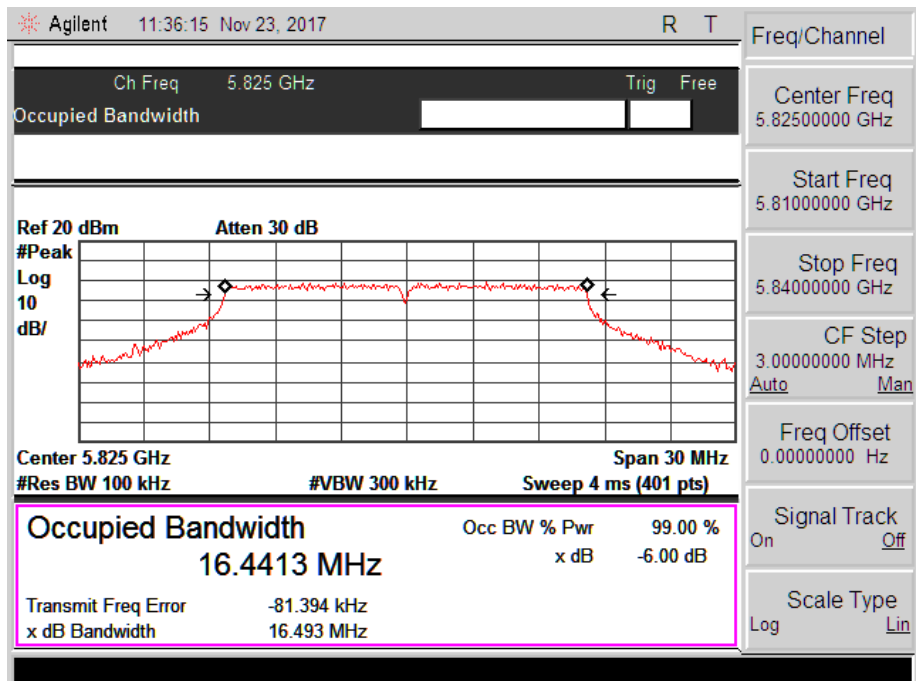 Agilent 11:36:15 Nov 23, 2017 R T
Freq/Channel
Ch Freq 5.825 GHz Trig Free
Occupied Bandwidth
Center Freq
5.82500000 GHz
Start Freq
5.81000000 GHz
Stop Freq
5.84000000 GHz
CF Step
3.00000000 MHz
Auto Man
Freq Offset
0.00000000 Hz
Signal Track
On Off
Scale Type
Log Lin
Ref 20 dBm Atten 30 dB
#Peak
Log
10
dB/
Center 5.825 GHz Span 30 MHz
#Res BW 100 kHz #VBW 300 kHz Sweep 4 ms (401 pts)
Occupied Bandwidth Occ BW % Pwr 99.00 %
16.4413 MHz x dB -6.00 dB
Transmit Freq Error -81.394 kHz
x dB Bandwidth 16.493 MHz